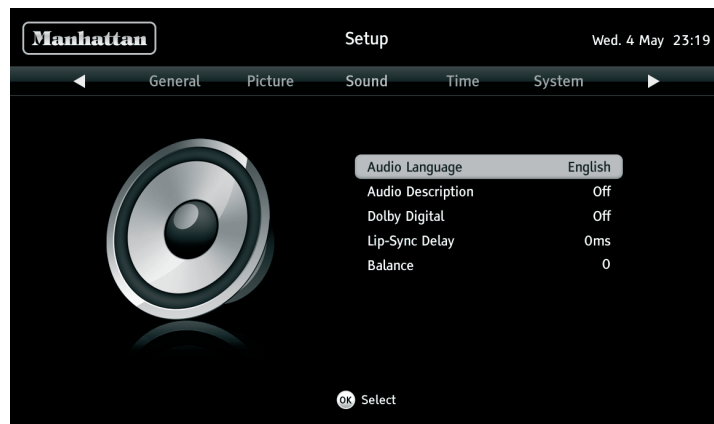 Manhattan Setup Wed. 4 May 23:19
General Picture Sound Time System
Audio Language English
Audio Description Off
Dolby Digital Off
Lip-Sync Delay 0ms
Balance 0
OK Select